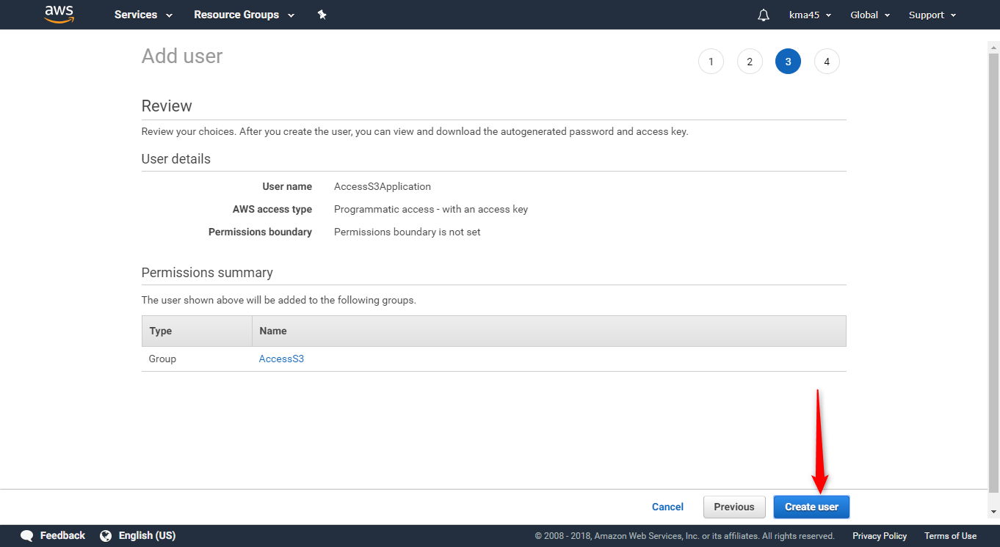 aws Services Resource Groups kma45 Global Support
Add user
1 2 3 4
Review
Review your choices. After you create the user, you can view and download the autogenerated password and access key.
User details
User name AccessS3Application
AWS access type Programmatic access - with an access key
Permissions boundary Permissions boundary is not set
Permissions summary
The user shown above will be added to the following groups.
Type Name
Group AccessS3
Cancel Previous Create user
Feedback English (US) © 2008 - 2018, Amazon Web Services, Inc. or its affiliates. All rights reserved. Privacy Policy Terms of Use